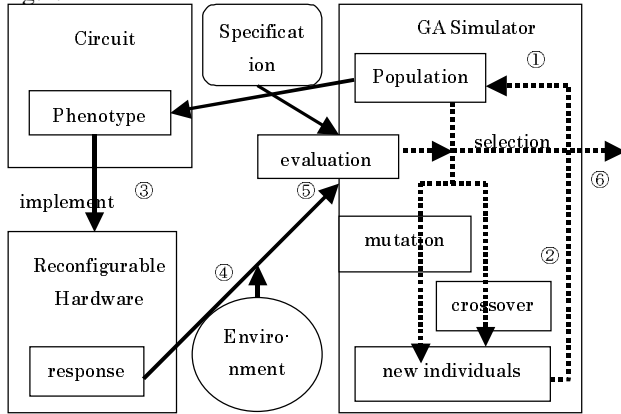 Circuit
Specificat
ion
GA Simulator
①
Population
Phenotype
selection
evaluation
③
⑤
⑥
implement
mutation
②
④
Reconfigurable
Hardware
crossover
Enviro-
nment
response
new individuals